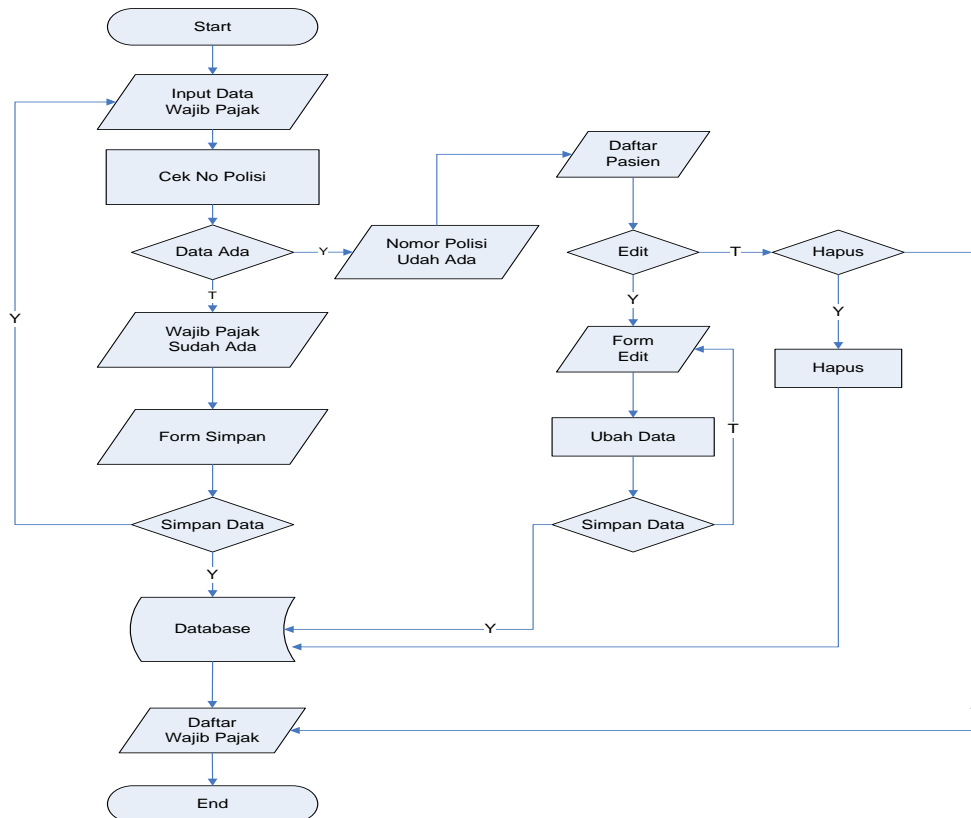 Start
Input Data
Wajib Pajak
Cek No Polisi
Data Ada
Y
Nomor Polisi
Udah Ada
Daftar
Pasien
Edit
T
Hapus
Y
Y
T
Y
Wajib Pajak
Sudah Ada
Form
Edit
Hapus
Form Simpan
Ubah Data
T
Simpan Data
Simpan Data
Y
Database
Y
Daftar
Wajib Pajak
End